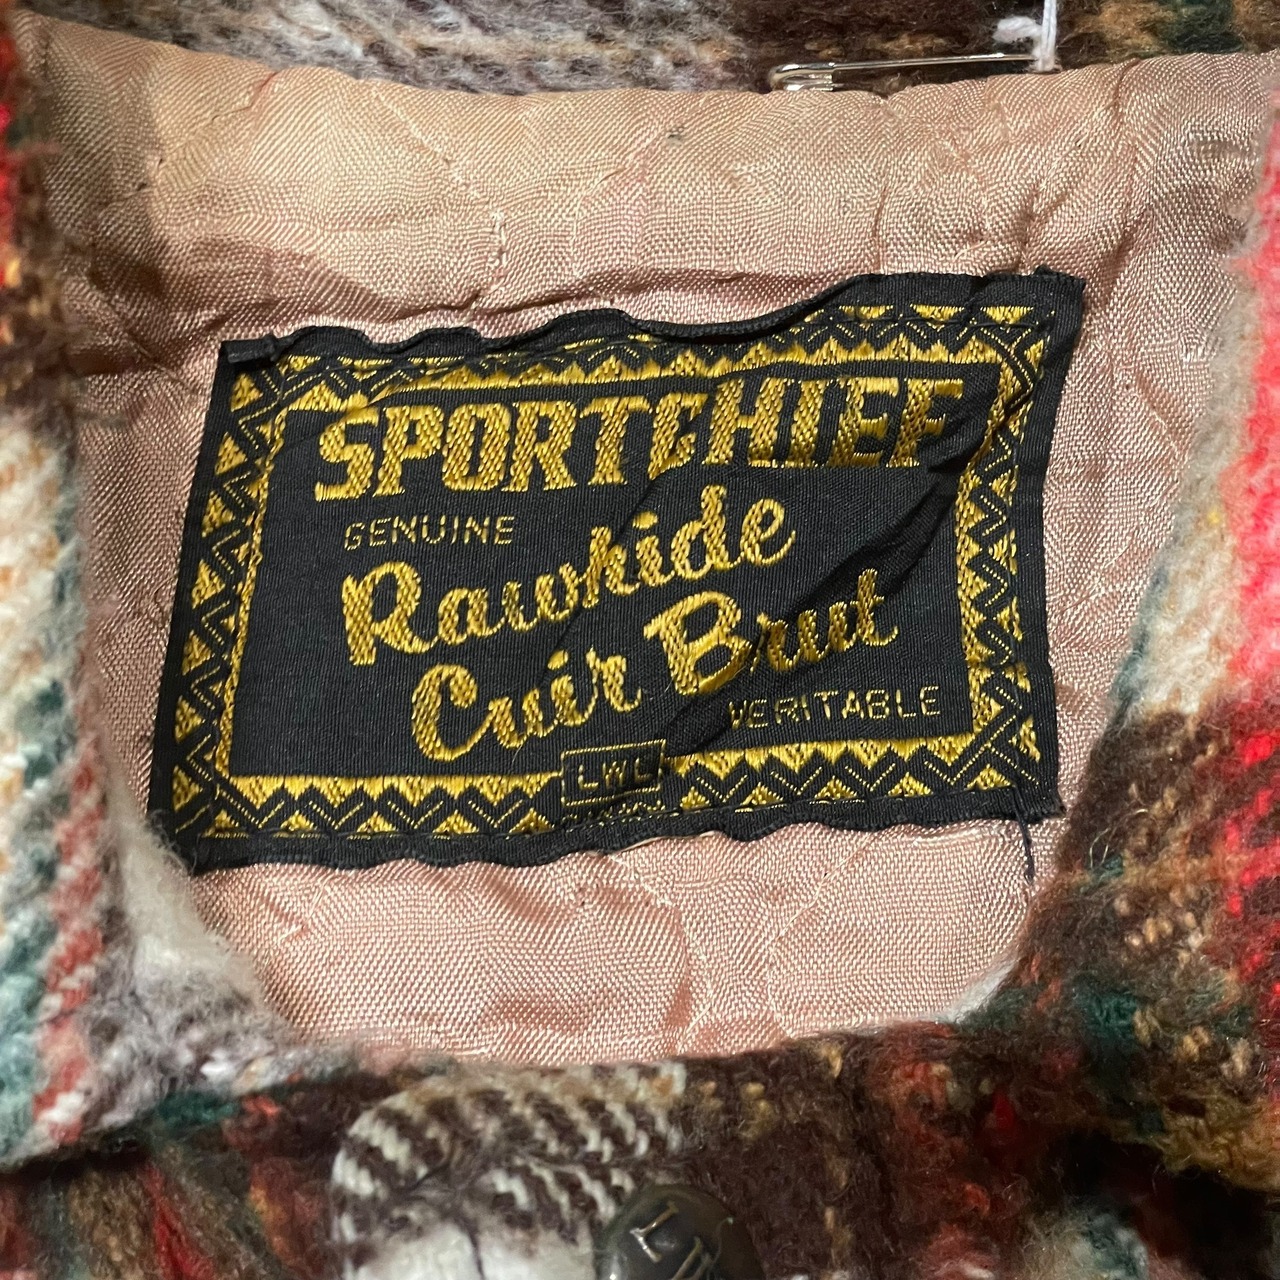 SPORTCHIEF
GENUINE
Rawhide
Cuir Brut
VERITABLE
LWL